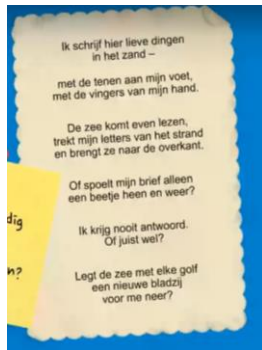 Ik schrijf hier lieve dingen
in het zand –
met de tenen aan mijn voet,
met de vingers van mijn hand.
De zee komt even lezen,
trekt mijn letters van het strand
en brengt ze naar de overkant.
Of spoelt mijn brief alleen
een beetje heen en weer?
Ik krijg nooit antwoord.
Of juist wel?
Legt de zee met elke golf
een nieuwe bladzij
voor me neer?
dig
n?